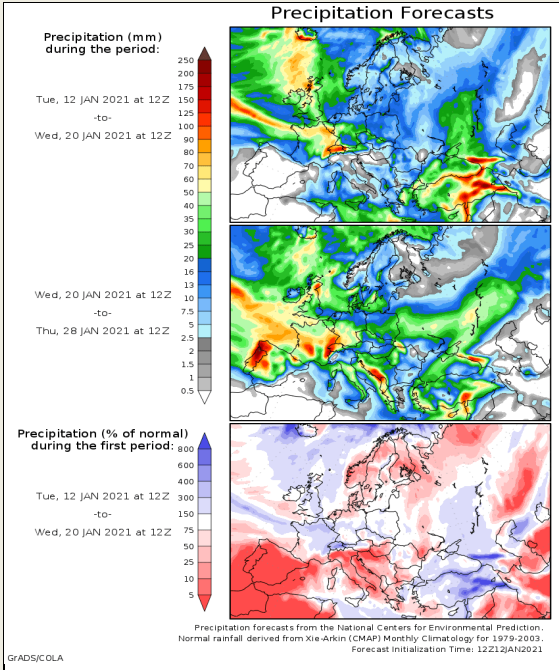 Precipitation Forecasts
Precipitation (mm)
during the period:
250
200
175
150
125
100
90
80
70
60
50
40
35
30
25
20
16
13
10
7.5
5
2.5
2
1.5
1
0.5
Tue, 12 JAN 2021 at 12Z
-to-
Wed, 20 JAN 2021 at 12Z
Wed, 20 JAN 2021 at 12Z
-to-
Thu, 28 JAN 2021 at 12Z
Precipitation (% of normal)
during the first period:
800
600
400
300
150
75
50
25
10
5
Tue, 12 JAN 2021 at 12Z
-to-
Wed, 20 JAN 2021 at 12Z
Precipitation forecasts from the National Centers for Environmental Prediction.
Normal rainfall derived from Xie-Arkin (CMAP) Monthly Climatology for 1979-2003.
Forecast Initialization Time: 12Z12JAN2021
GrADS/COLA